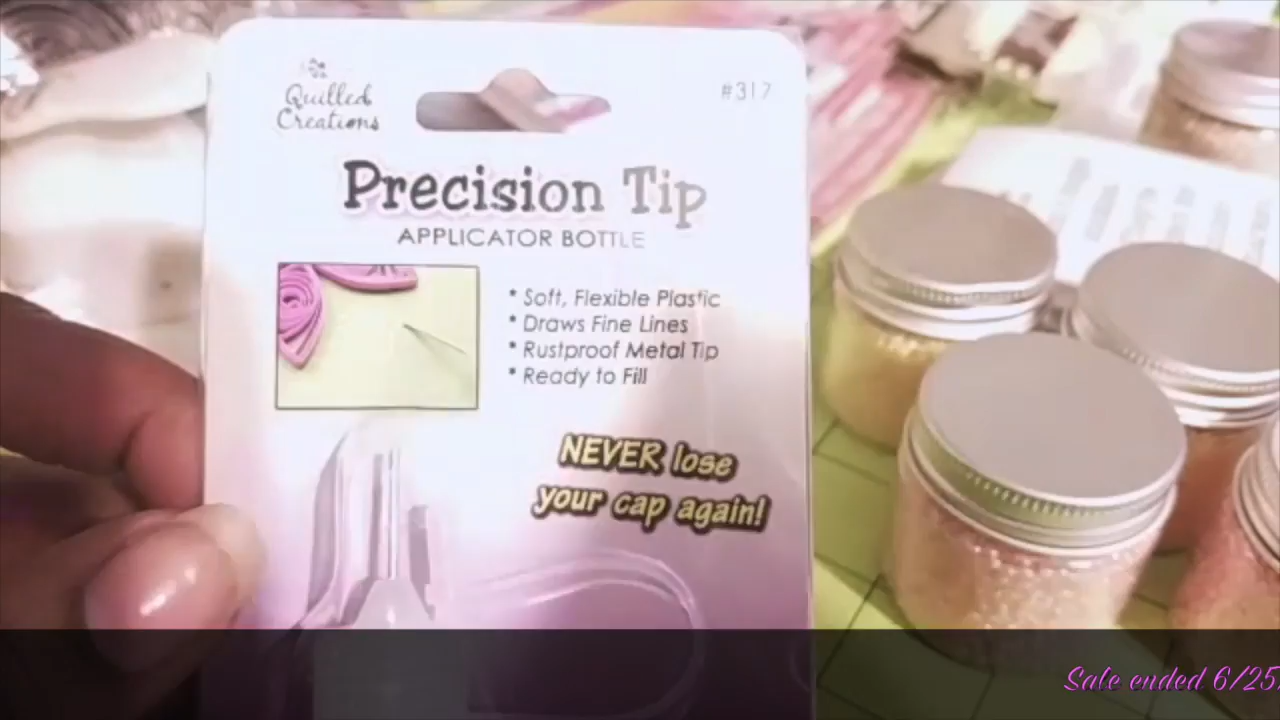 Quilled
Creations
#317
Precision Tip
APPLICATOR BOTTLE
* Soft, Flexible Plastic
* Draws Fine Lines
* Rustproof Metal Tip
* Ready to Fill
NEVER lose
your cap again!
Sale ended 6/25